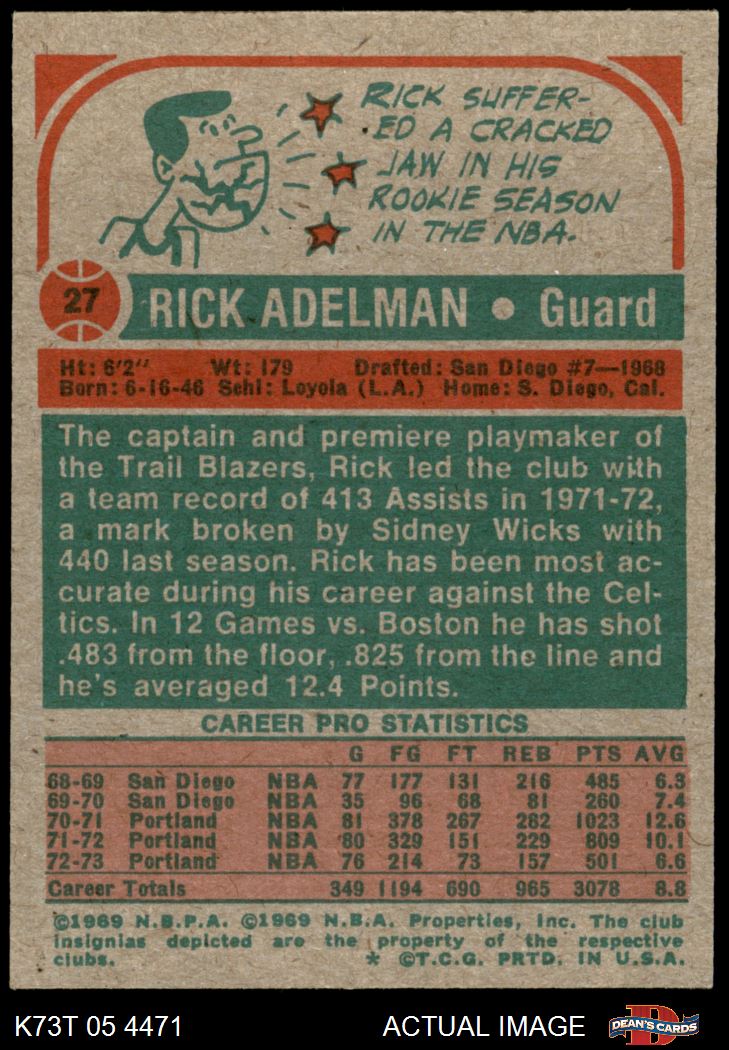 RICK SUFFER-
ED A CRACKED
JAW IN HIS
ROOKIE SEASON
IN THE NBA.
27 RICK ADELMAN • Guard
Ht: 6'2" Wt: 179 Drafted: San Diego #7—1968
Born: 6-16-46 Schl: Loyola (L.A.) Home: S. Diego, Cal.
The captain and premiere playmaker of
the Trail Blazers, Rick led the club with
a team record of 413 Assists in 1971-72,
a mark broken by Sidney Wicks with
440 last season. Rick has been most ac-
curate during his career against the Cel-
tics. In 12 Games vs. Boston he has shot
.483 from the floor, .825 from the line and
he's averaged 12.4 Points.
CAREER PRO STATISTICS
G FG FT REB PTS AVG
68-69 San Diego NBA 77 177 131 216 485 6.3
69-70 San Diego NBA 35 96 68 81 260 7.4
70-71 Portland NBA 81 378 267 282 1023 12.6
71-72 Portland NBA 80 329 151 229 809 10.1
72-73 Portland NBA 76 214 73 157 501 6.6
Career Totals 349 1194 690 965 3078 8.8
©1969 N.B.P.A. ©1969 N.B.A. Properties, Inc. The club
insignias depicted are the property of the respective
clubs. * ©T.C.G. PRTD. IN U.S.A.
K73T 05 4471 ACTUAL IMAGE D DEAN'S CARDS